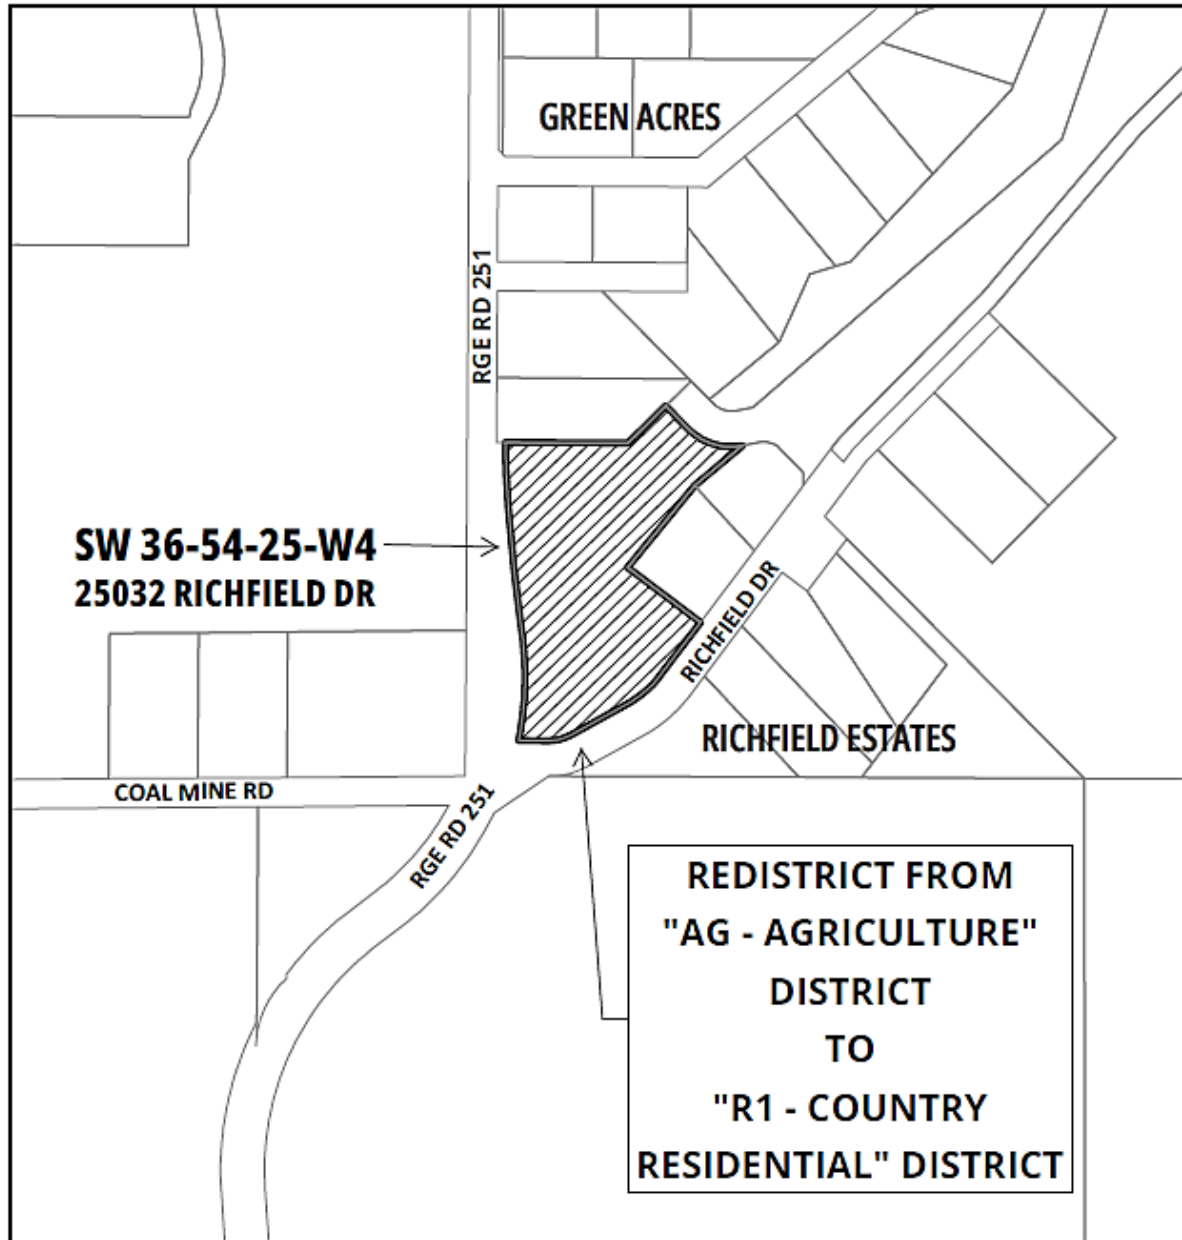 GREEN ACRES
RGE RD 251
SW 36-54-25-W4
25032 RICHFIELD DR
RICHFIELD DR
RICHFIELD ESTATES
COAL MINE RD
RGE RD 251
REDISTRICT FROM
"AG - AGRICULTURE"
DISTRICT
TO
"R1 - COUNTRY
RESIDENTIAL" DISTRICT